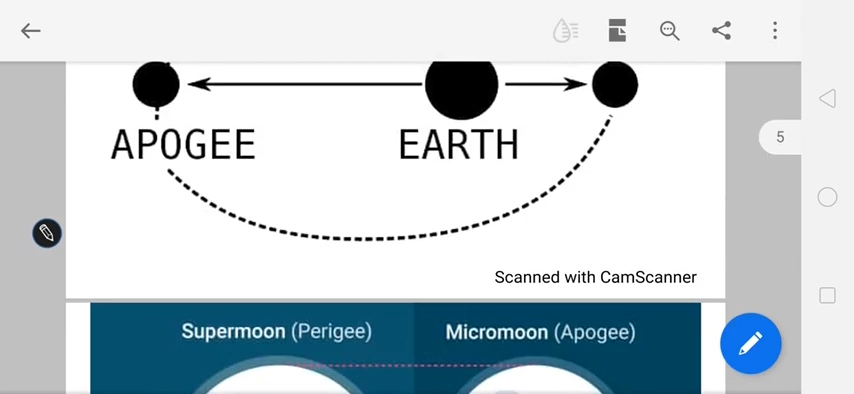 5
APOGEE EARTH
Scanned with CamScanner
Supermoon (Perigee) Micromoon (Apogee)